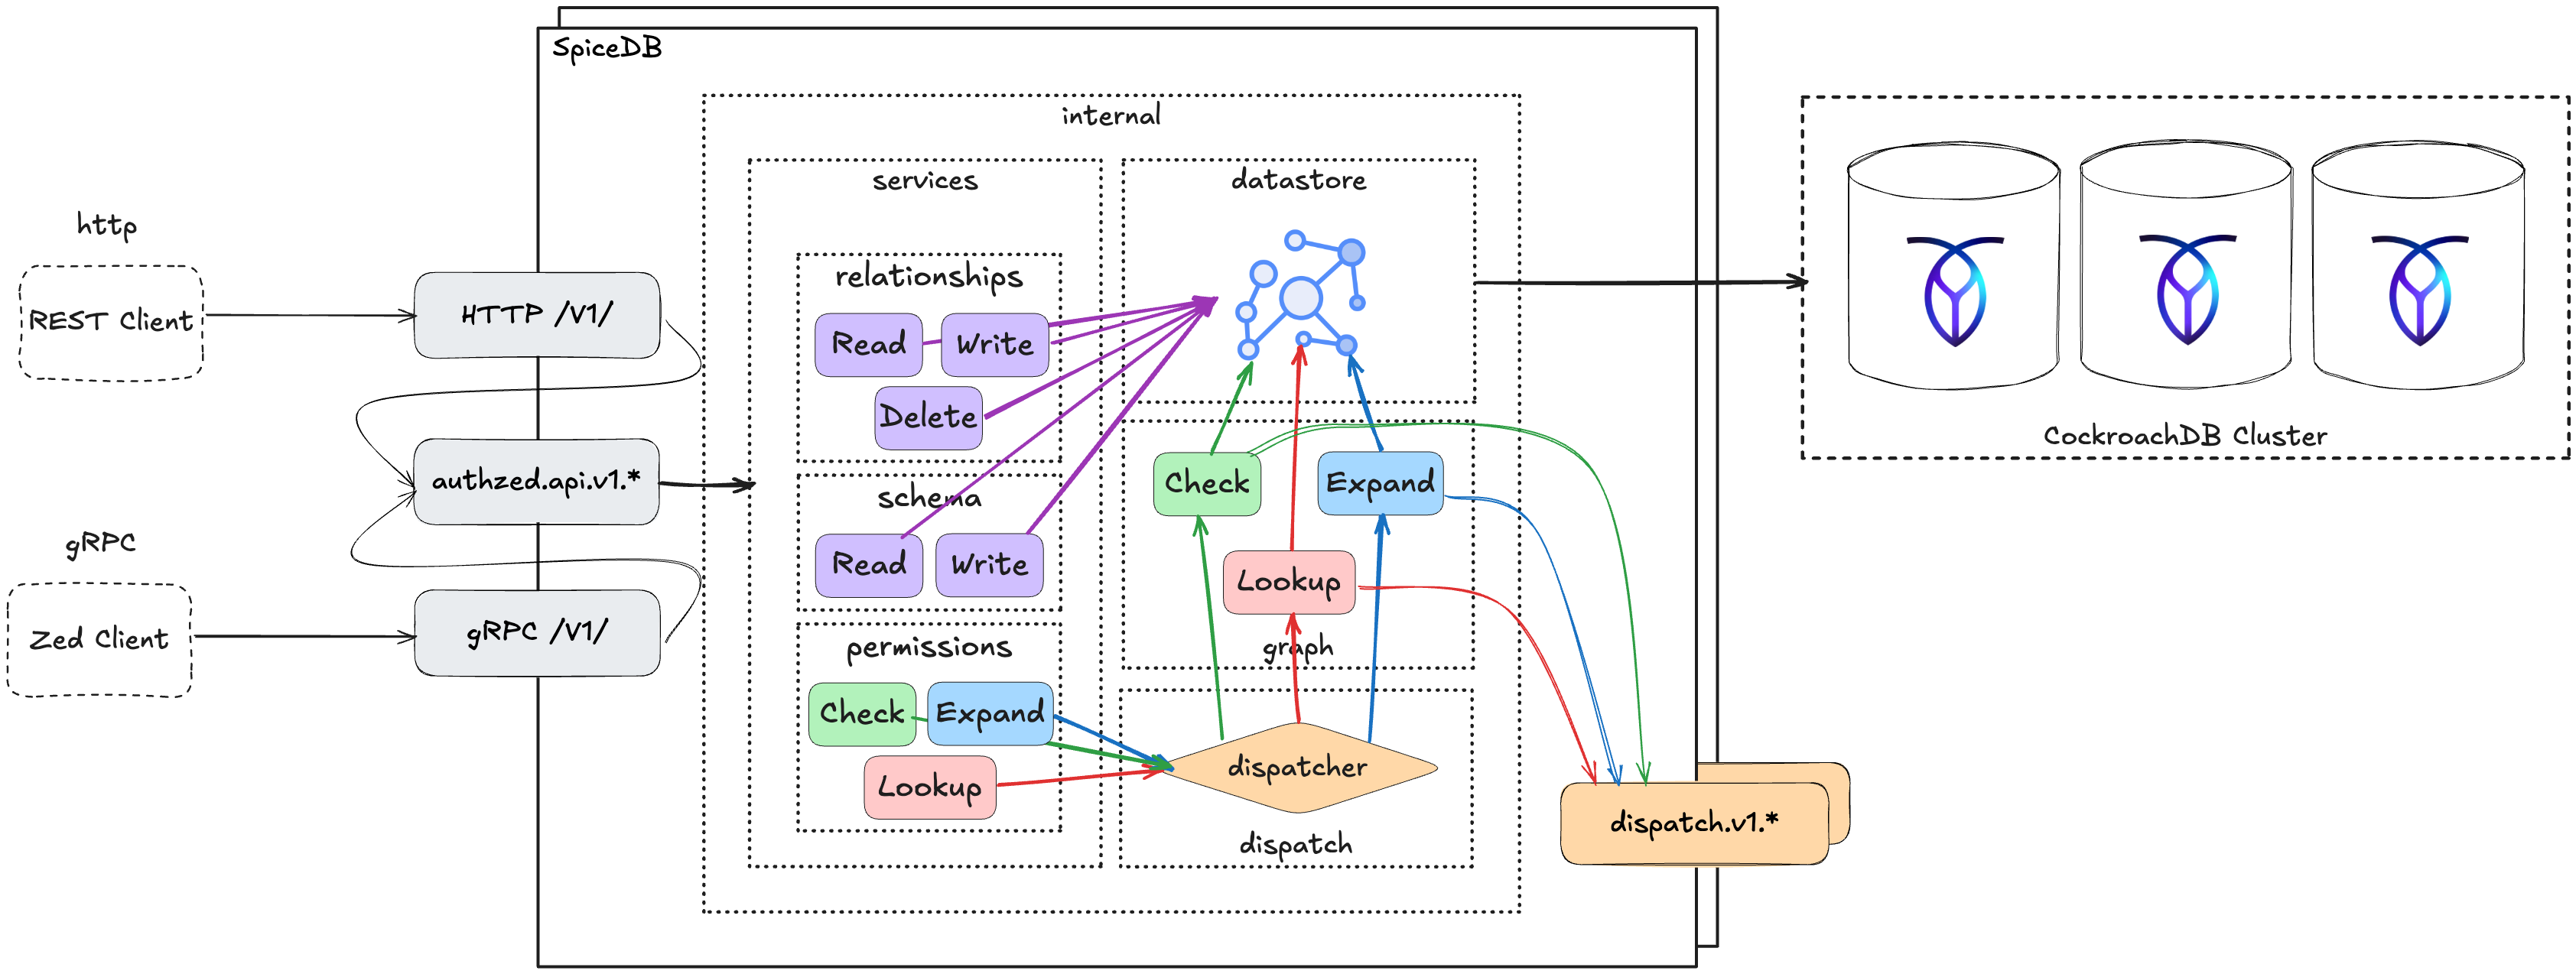 SpiceDB
internal
http
REST Client
HTTP /V1/
authzed.api.v1.*
gRPC
Zed Client
gRPC /V1/
services
relationships
Read
Write
Delete
schema
Read
Write
permissions
Check
Expand
Lookup
datastore
Check
Expand
Lookup
graph
dispatcher
dispatch
dispatch.v1.*
CockroachDB Cluster